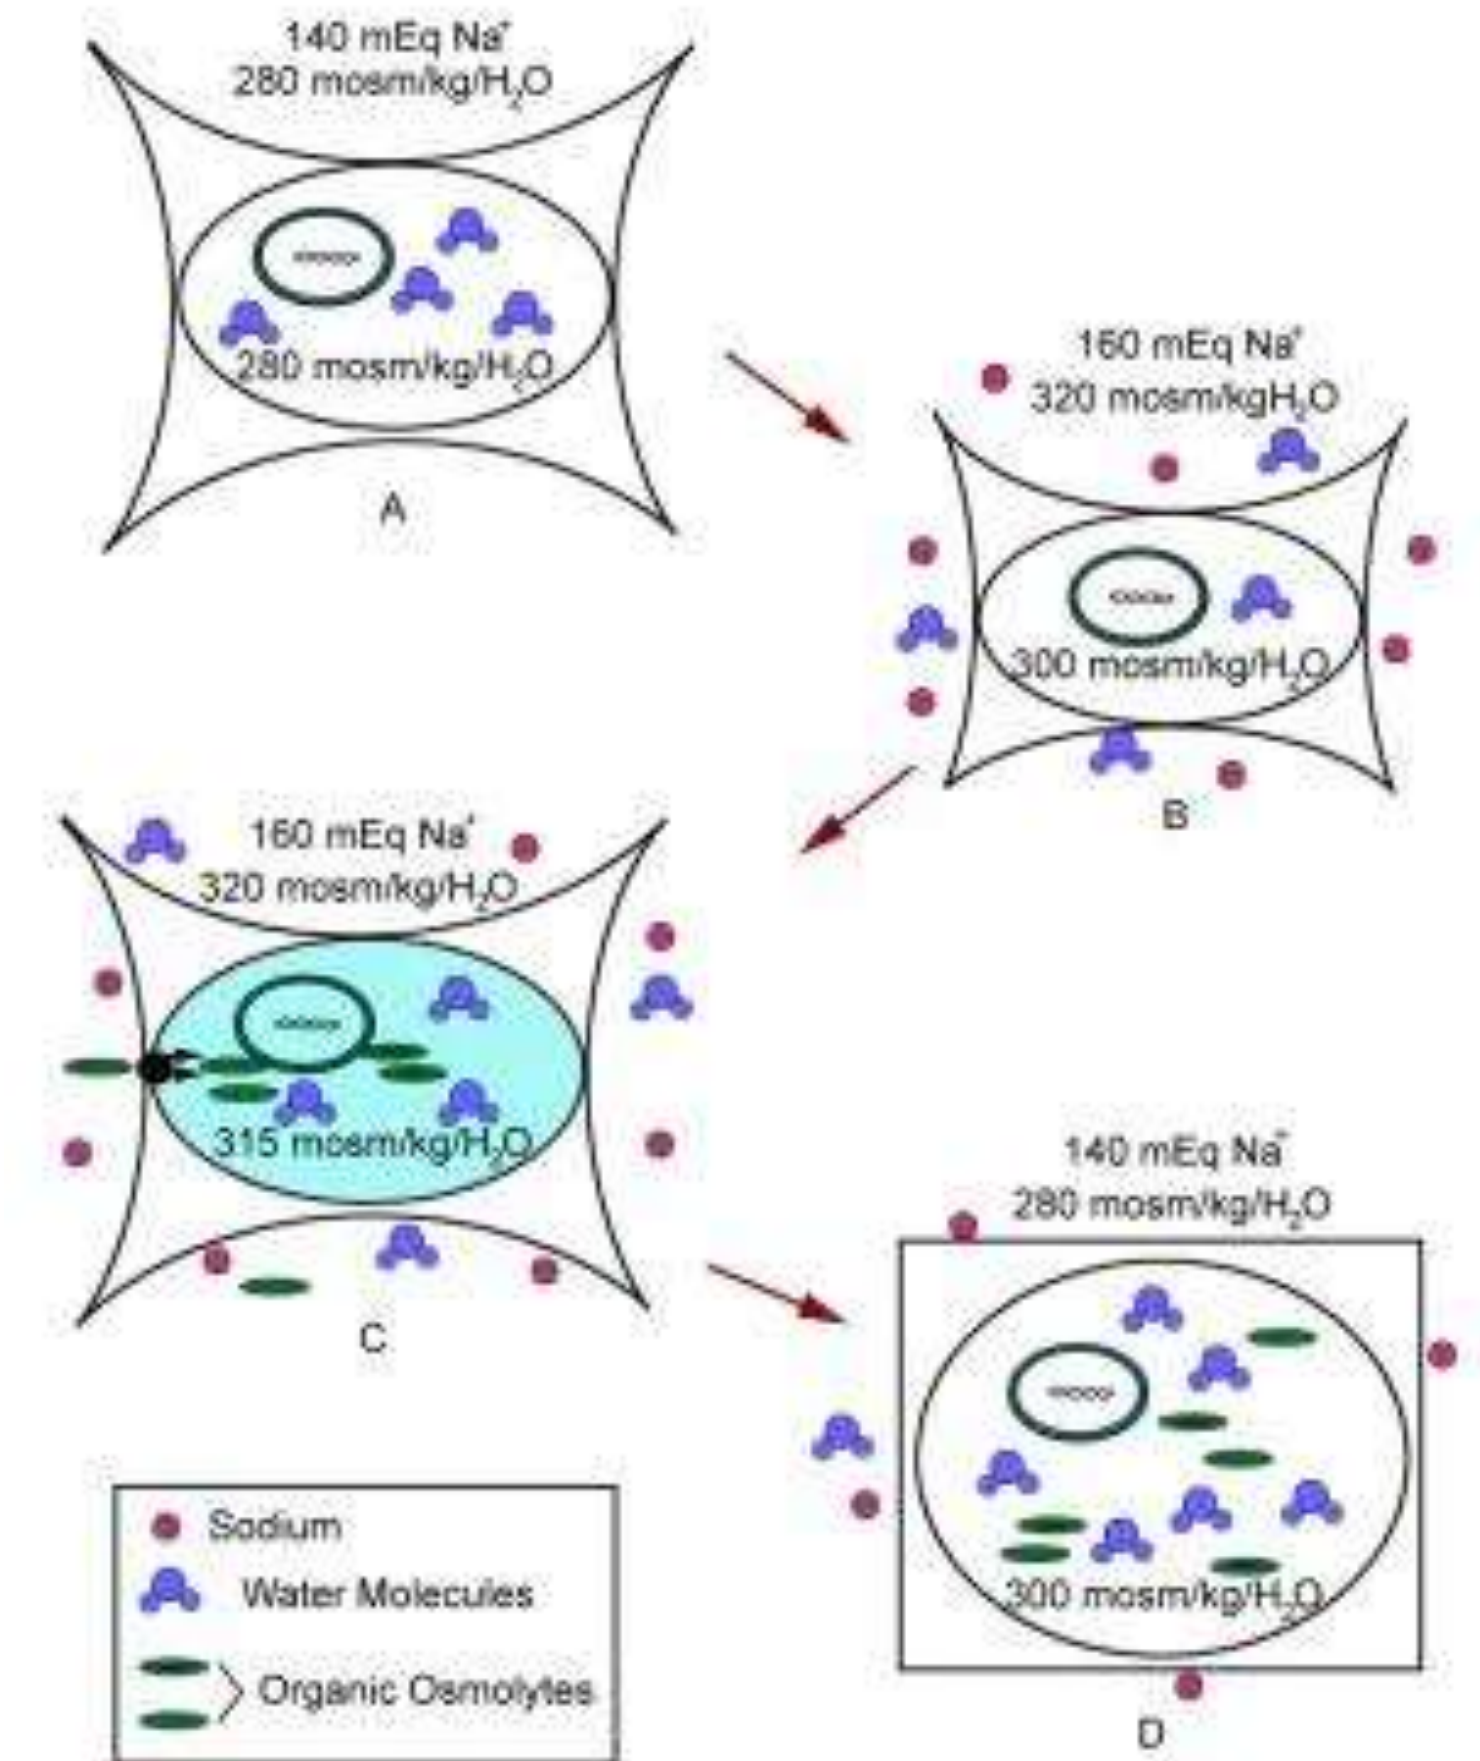 140 mEq Na⁺
280 mosm/kg/H₂O
280 mosm/kg/H₂O
A
160 mEq Na⁺
320 mosm/kgH₂O
300 mosm/kg/H₂O
B
160 mEq Na⁺
320 mosm/kg/H₂O
315 mosm/kg/H₂O
C
140 mEq Na⁺
280 mosm/kg/H₂O
300 mosm/kg/H₂O
D
Sodium
Water Molecules
Organic Osmolytes